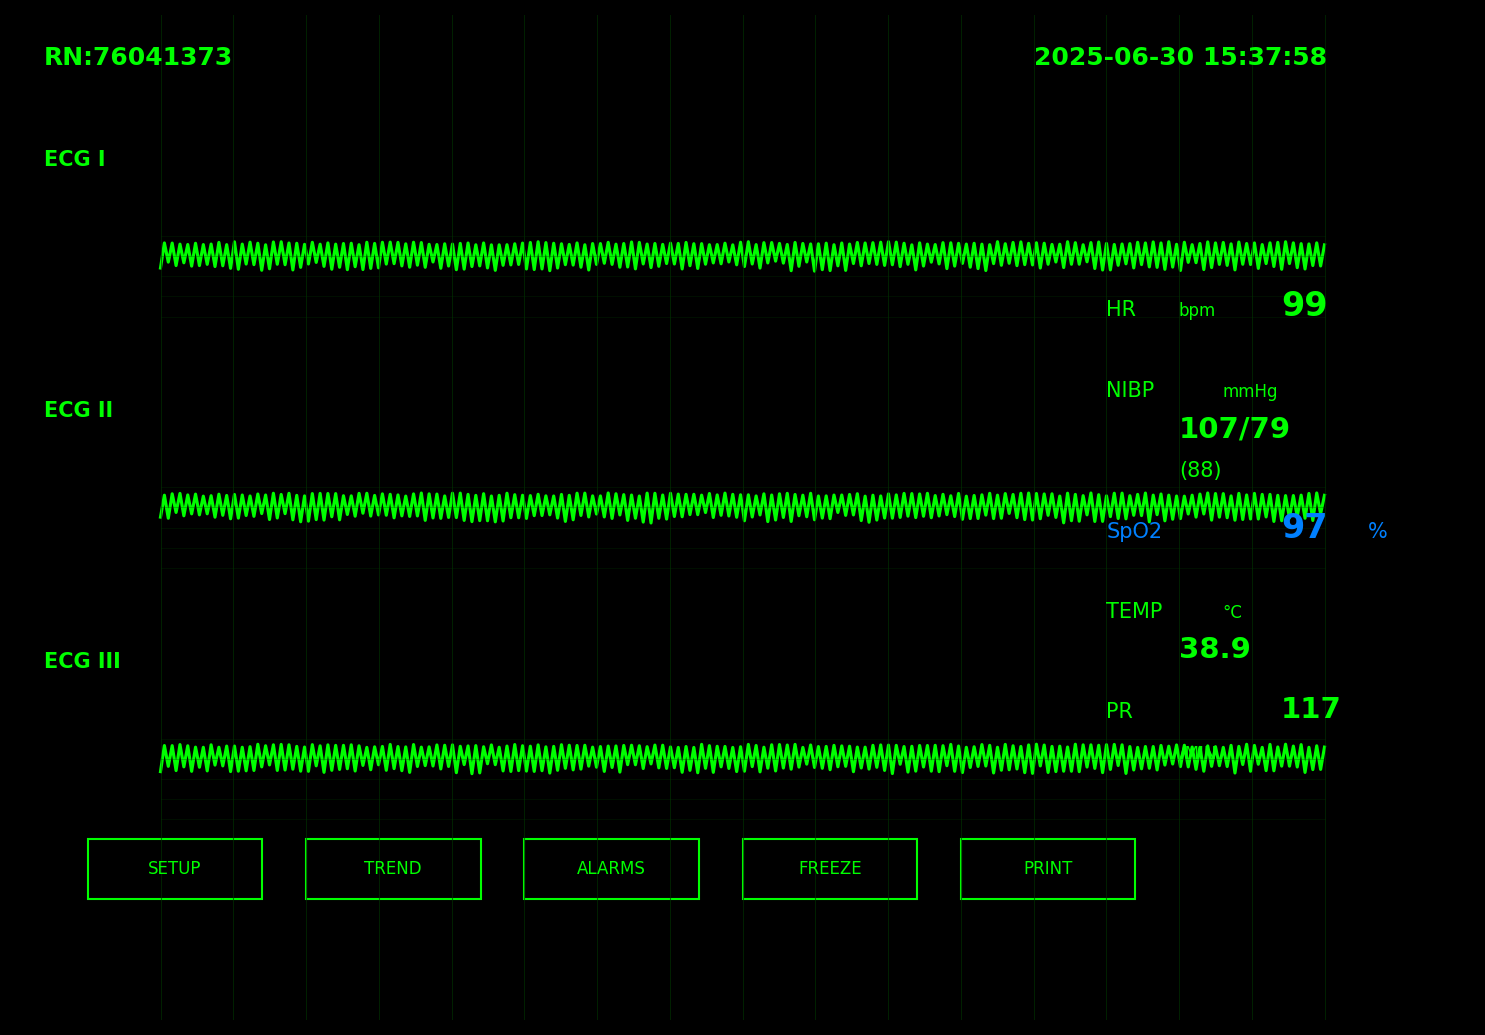 RN:76041373
2025-06-30 15:37:58
ECG I
HR bpm 99
NIBP mmHg
ECG II
107/79
(88)
SpO2 97 %
TEMP °C
38.9
ECG III
PR 117
SETUP TREND ALARMS FREEZE PRINT